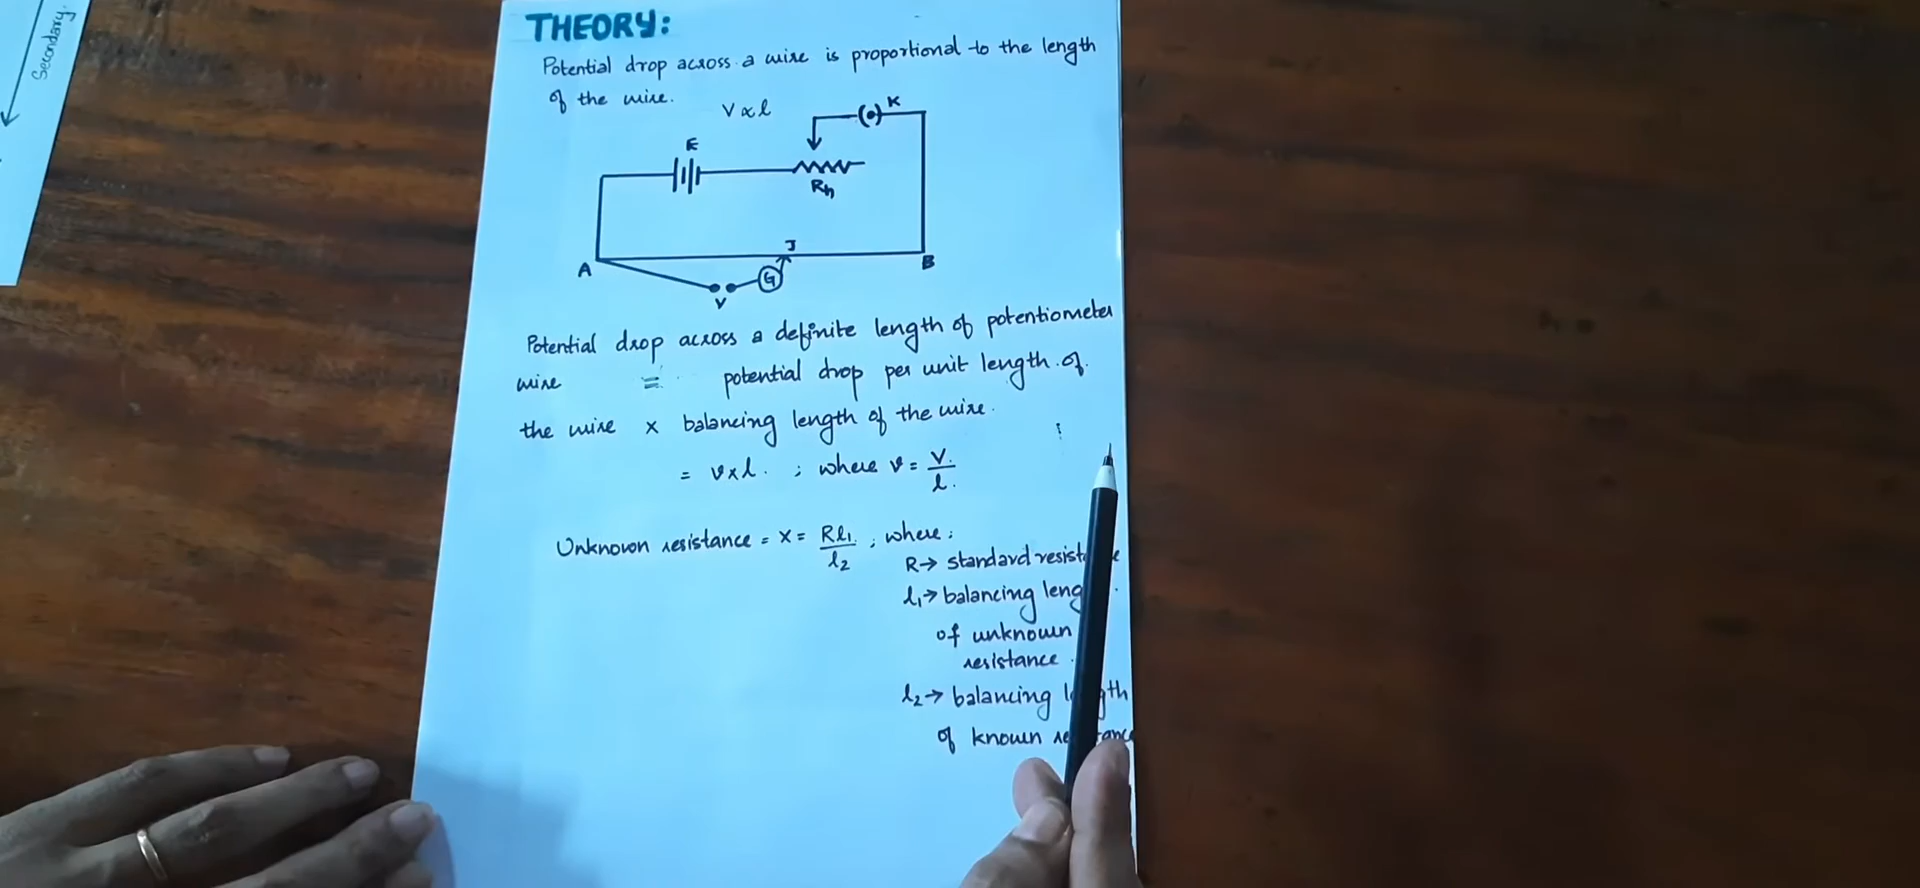 Secondary.
THEORY:
Potential drop across a wire is proportional to the length
of the wire.
V ∝ l
K
E
Rh
J
A
B
G
V
Potential drop across a definite length of potentiometer
wire = potential drop per unit length of
the wire × balancing length of the wire.
= v×l. ; where v = V/l.
Unknown resistance = X = Rl₁/l₂ ; where;
R→ standard
l₁→ balancing
of unknown
resistance.
l₂→ balancing
of known